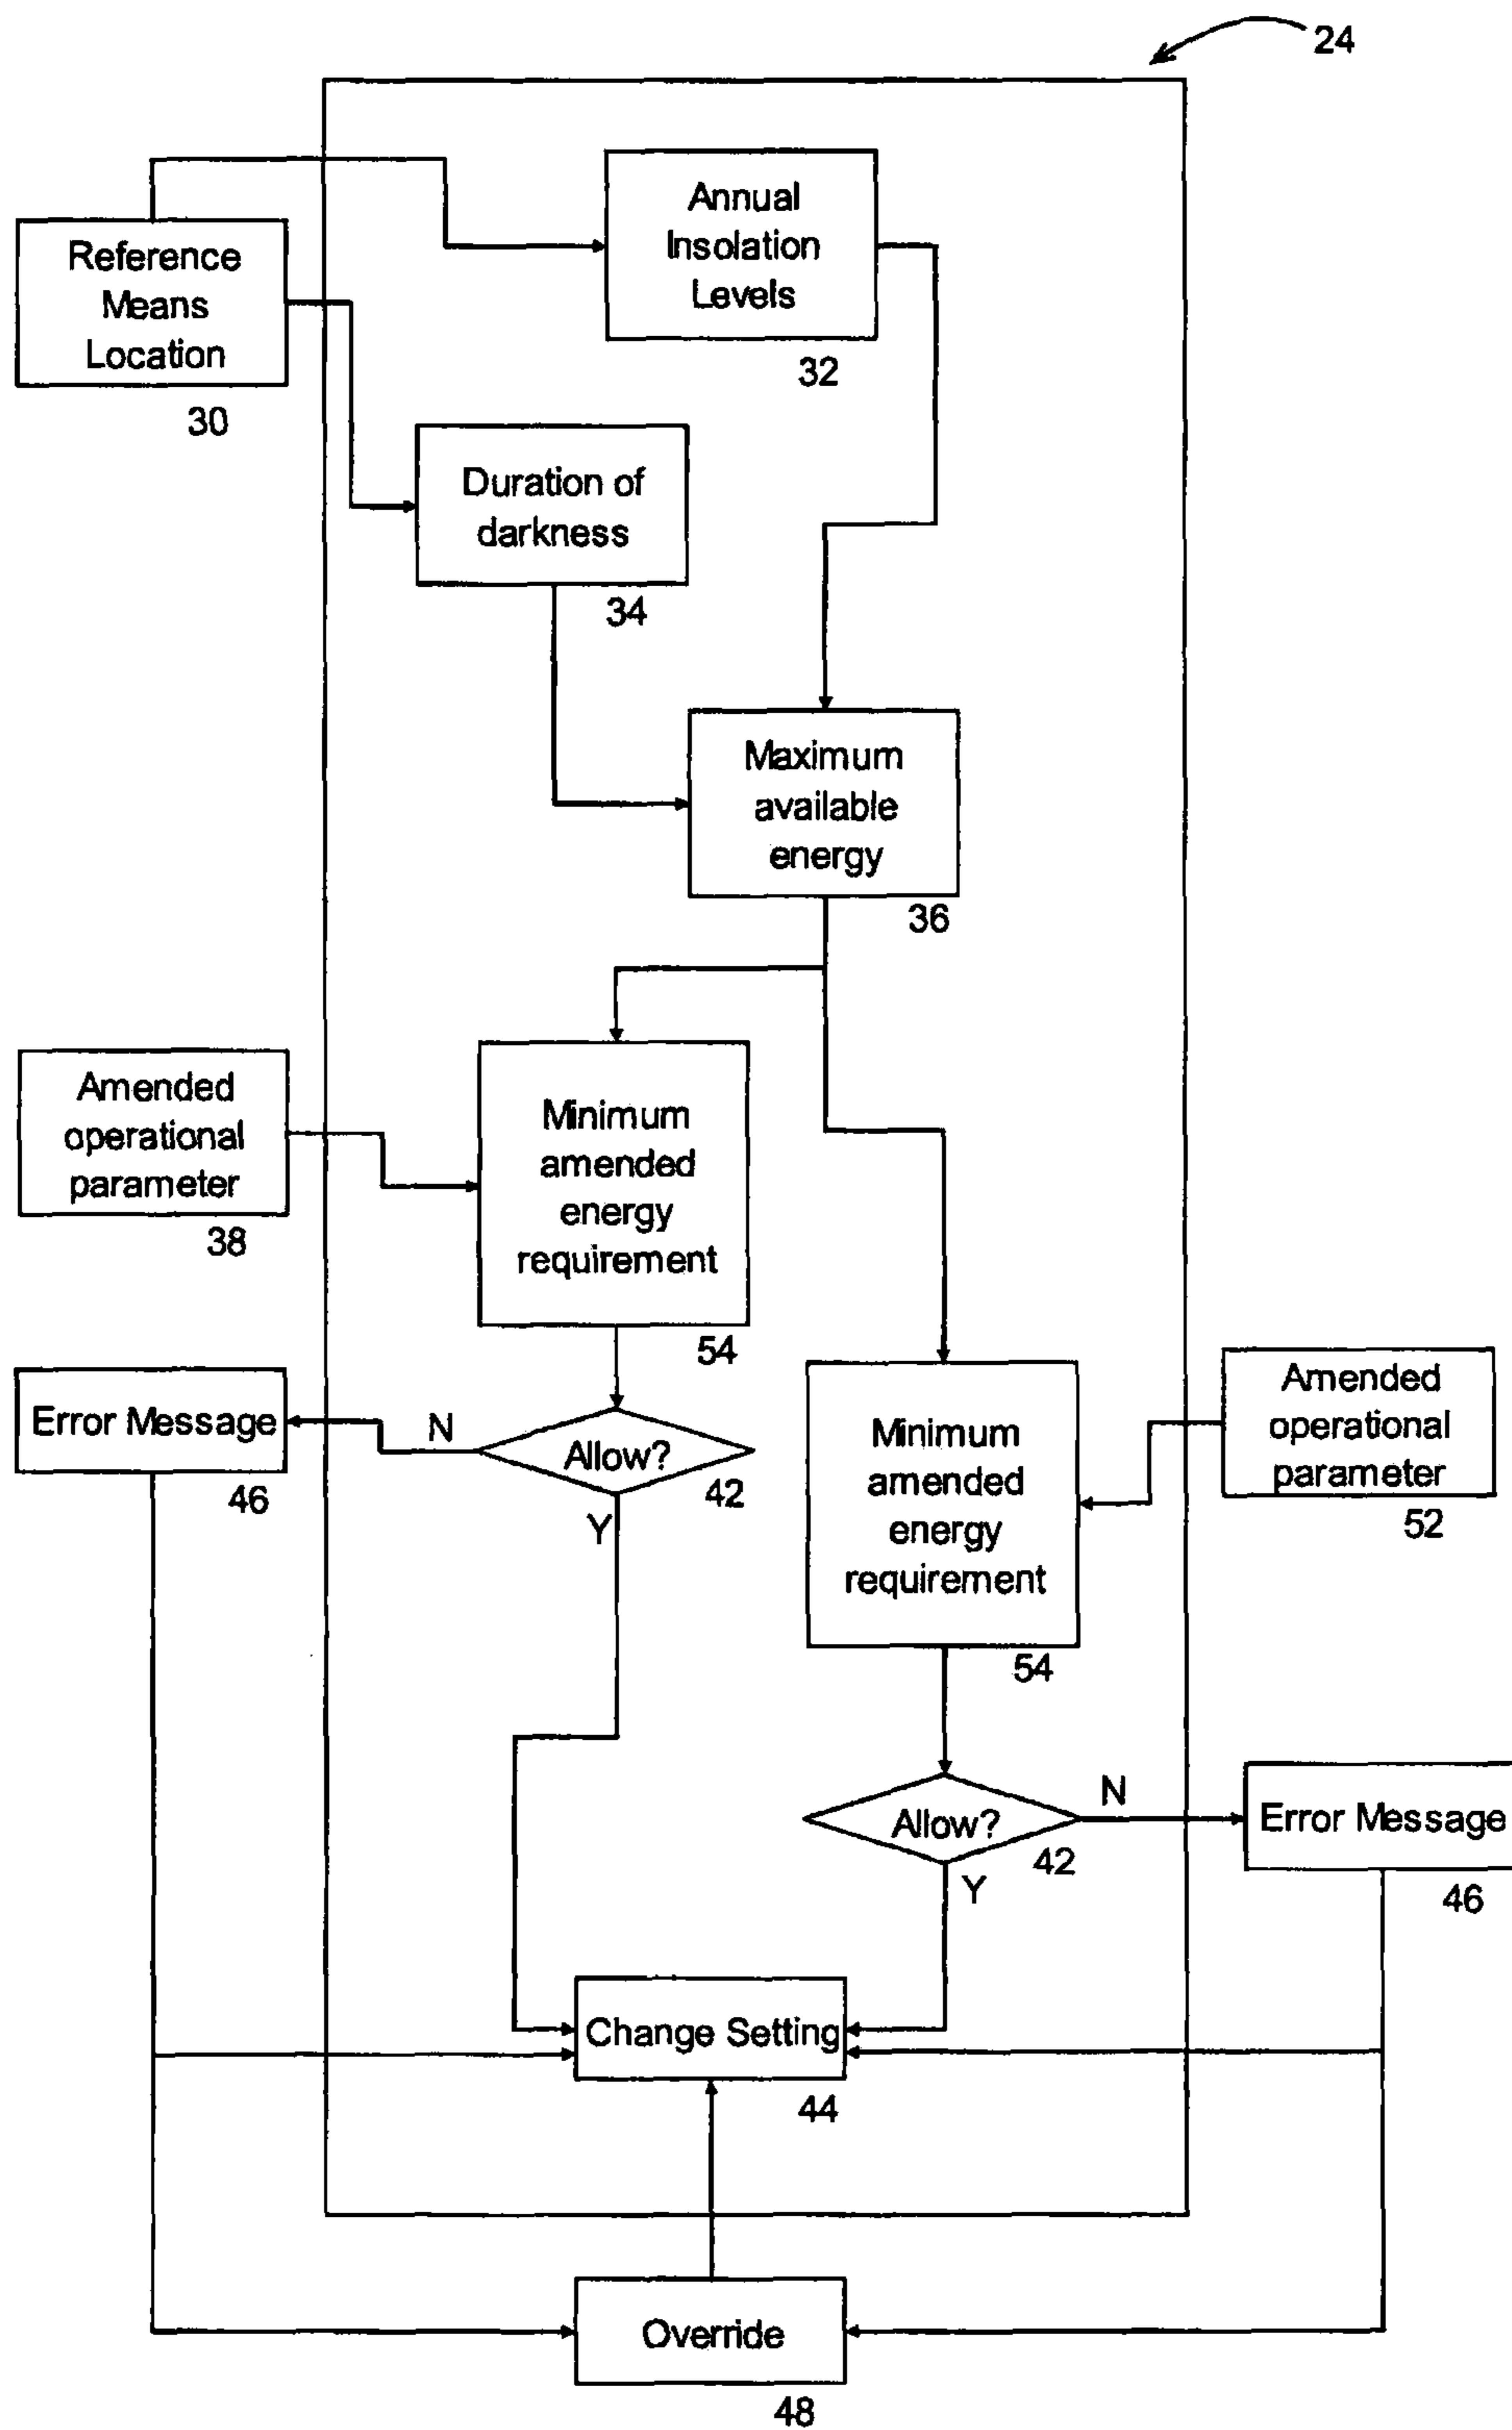 24
Reference
Means
Location
30
Annual
Insolation
Levels
32
Duration of
darkness
34
Maximum
available
energy
36
Amended
operational
parameter
38
Minimum
amended
energy
requirement
54
Error Message
46
N
Allow?
42
Y
Minimum
amended
energy
requirement
54
Amended
operational
parameter
52
Allow?
42
N
Y
Error Message
46
Change Setting
44
Override
48